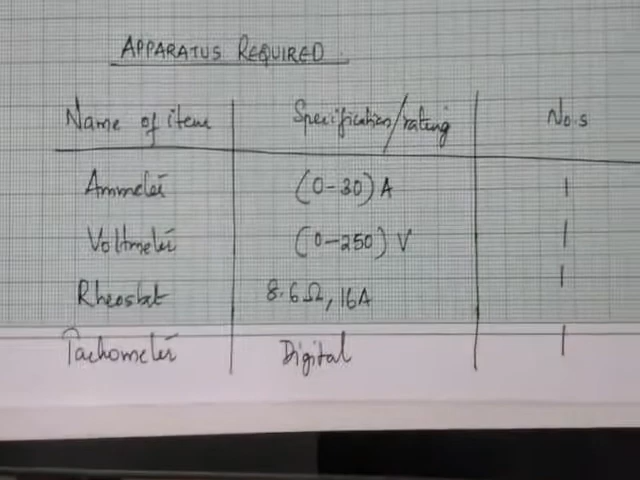 APPARATUS REQUIRED
Name of item Specification/rating No.s
Ammeter (0-30) A 1
Voltmeter (0-250) V 1
Rheostat 8.6Ω, 16A 1
Tachometer Digital 1